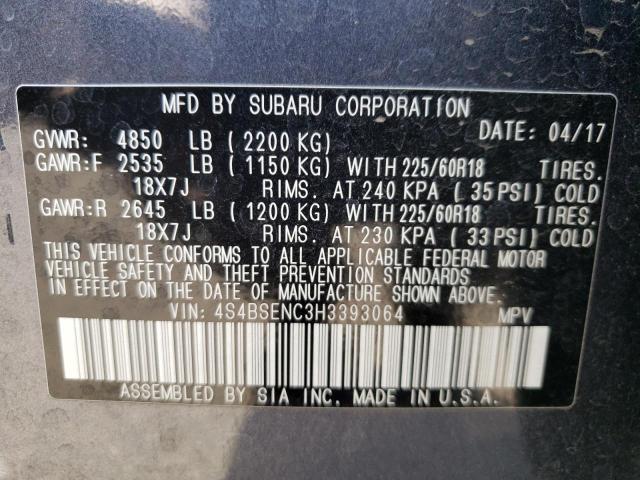 MFD BY SUBARU CORPORATION
DATE: 04/17
GVWR: 4850 LB (2200 KG)
GAWR:F 2535 LB (1150 KG) WITH 225/60R18 TIRES.
18X7J RIMS. AT 240 KPA (35 PSI) COLD
GAWR:R 2645 LB (1200 KG) WITH 225/60R18 TIRES.
18X7J RIMS. AT 230 KPA (33 PSI) COLD
THIS VEHICLE CONFORMS TO ALL APPLICABLE FEDERAL MOTOR
VEHICLE SAFETY AND THEFT PREVENTION STANDARDS
IN EFFECT ON THE DATE OF MANUFACTURE SHOWN ABOVE.
VIN: 4S4BSENC3H3393064 MPV
ASSEMBLED BY SIA INC. MADE IN U.S.A.